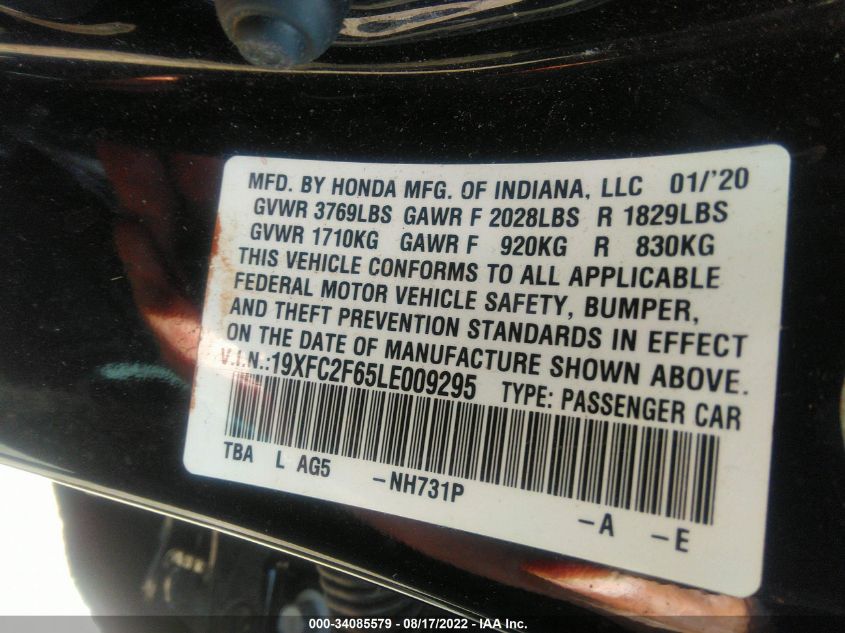 MFD. BY HONDA MFG. OF INDIANA, LLC 01/'20
GVWR 3769LBS GAWR F 2028LBS R 1829LBS
GVWR 1710KG GAWR F 920KG R 830KG
THIS VEHICLE CONFORMS TO ALL APPLICABLE
FEDERAL MOTOR VEHICLE SAFETY, BUMPER,
AND THEFT PREVENTION STANDARDS IN EFFECT
ON THE DATE OF MANUFACTURE SHOWN ABOVE.
V.I.N.:19XFC2F65LE009295 TYPE: PASSENGER CAR
TBA L AG5 -NH731P -A -E
000-34085579 - 08/17/2022 - IAA Inc.